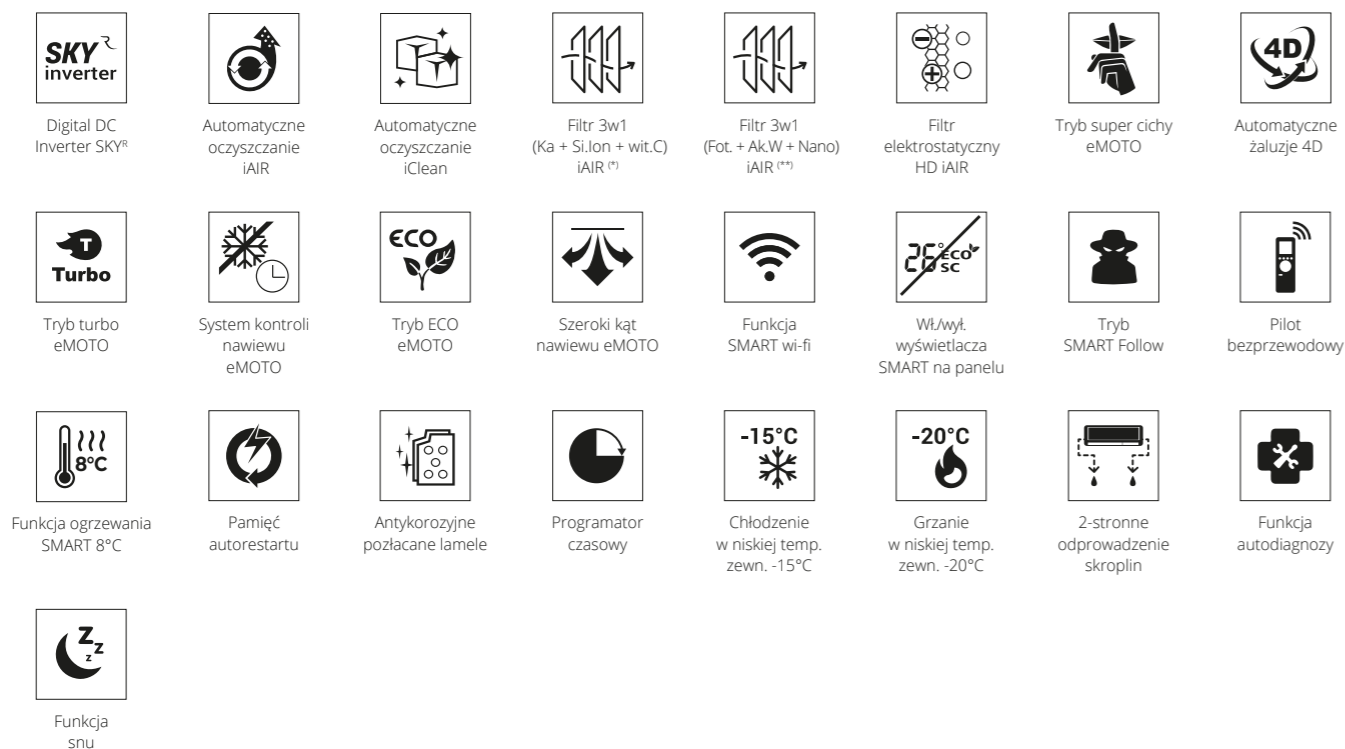 SKY R
inverter
Digital DC
Inverter SKYᴿ
Automatyczne
oczyszczanie
iAIR
Automatyczne
oczyszczanie
iClean
Filtr 3w1
(Ka + Si.Ion + wit.C)
iAIR (*)
Filtr 3w1
(Fot. + Ak.W + Nano)
iAIR (**)
Filtr
elektrostatyczny
HD iAIR
Tryb super cichy
eMOTO
4D
Automatyczne
żaluzje 4D
T
Turbo
Tryb turbo
eMOTO
System kontroli
nawiewu
eMOTO
ECO
Tryb ECO
eMOTO
Szeroki kąt
nawiewu eMOTO
Funkcja
SMART wi-fi
26° ECO
SC
Wł./wył.
wyświetlacza
SMART na panelu
Tryb
SMART Follow
Pilot
bezprzewodowy
8°C
Funkcja ogrzewania
SMART 8°C
Pamięć
autorestartu
Antykorozyjne
pozłacane lamele
Programator
czasowy
-15°C
Chłodzenie
w niskiej temp.
zewn. -15°C
-20°C
Grzanie
w niskiej temp.
zewn. -20°C
2-stronne
odprowadzenie
skroplin
Funkcja
autodiagnozy
Z z z
Funkcja
snu